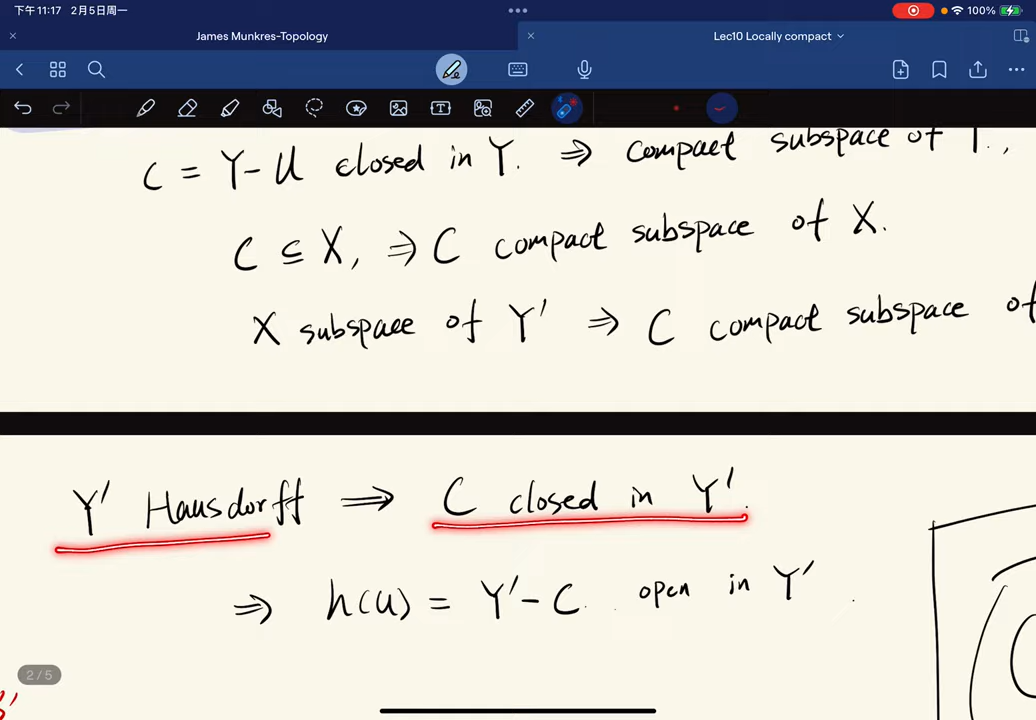 下午11:17 2月5日周一
100%
James Munkres-Topology
Lec10 Locally compact
C = Y-U closed in Y. ⇒ compact subspace of Y.,
C ⊆ X, ⇒ C compact subspace of X.
X subspace of Y' ⇒ C compact subspace of
Y' Hausdorff ⇒ C closed in Y'.
⇒ h(U) = Y'-C. open in Y'.
2/5